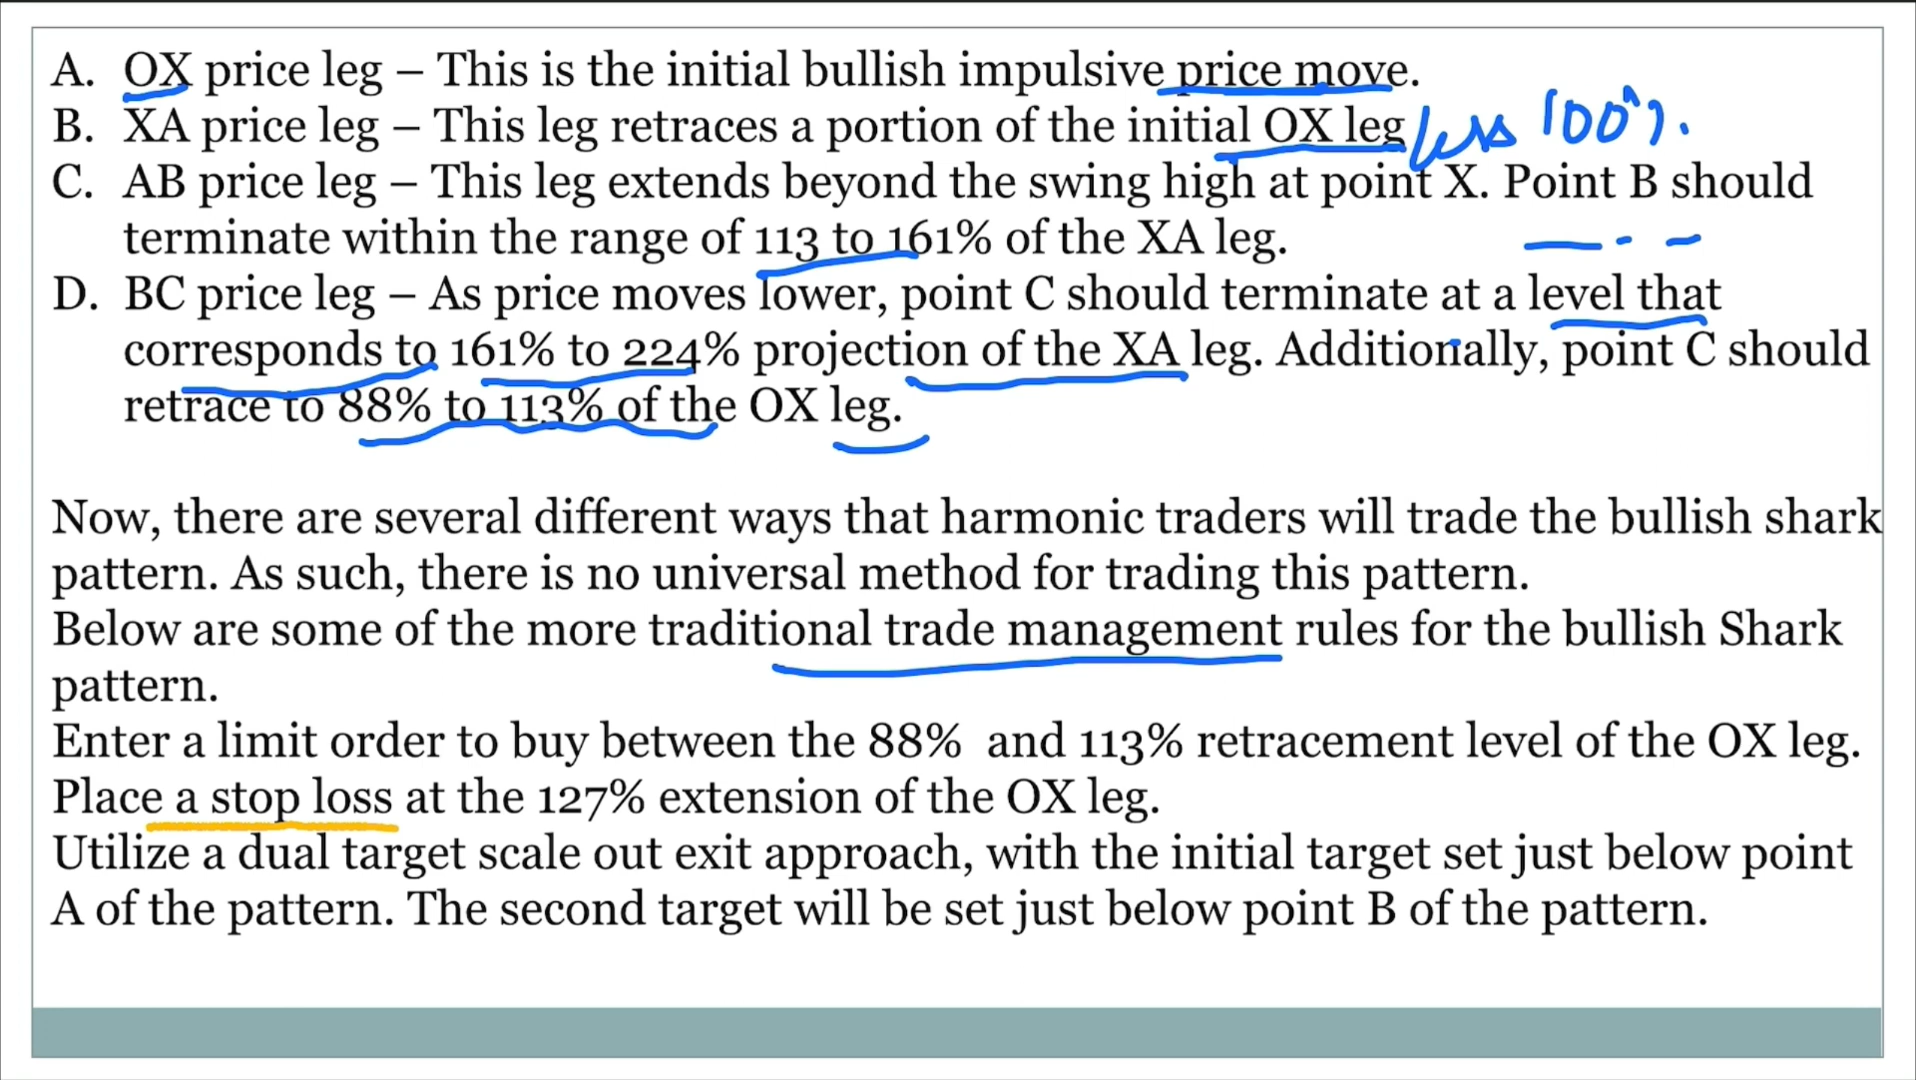 A. OX price leg – This is the initial bullish impulsive price move.
B. XA price leg – This leg retraces a portion of the initial OX leg less 100%.
C. AB price leg – This leg extends beyond the swing high at point X. Point B should
terminate within the range of 113 to 161% of the XA leg.
D. BC price leg – As price moves lower, point C should terminate at a level that
corresponds to 161% to 224% projection of the XA leg. Additionally, point C should
retrace to 88% to 113% of the OX leg.
Now, there are several different ways that harmonic traders will trade the bullish shark
pattern. As such, there is no universal method for trading this pattern.
Below are some of the more traditional trade management rules for the bullish Shark
pattern.
Enter a limit order to buy between the 88%  and 113% retracement level of the OX leg.
Place a stop loss at the 127% extension of the OX leg.
Utilize a dual target scale out exit approach, with the initial target set just below point
A of the pattern. The second target will be set just below point B of the pattern.